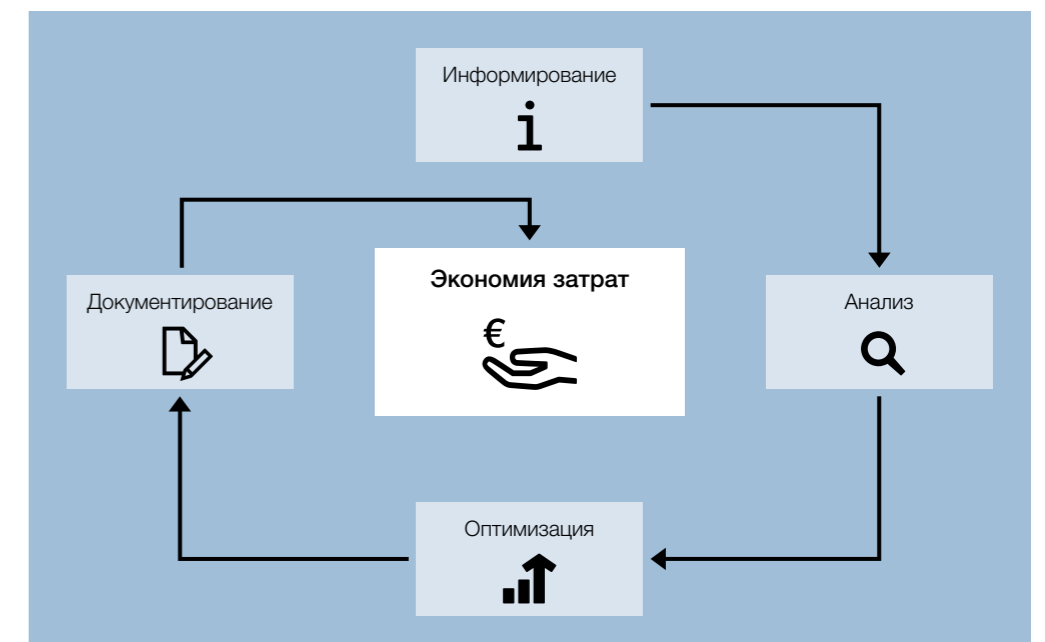 Информирование
i
Экономия затрат
€
Документирование
Анализ
Оптимизация